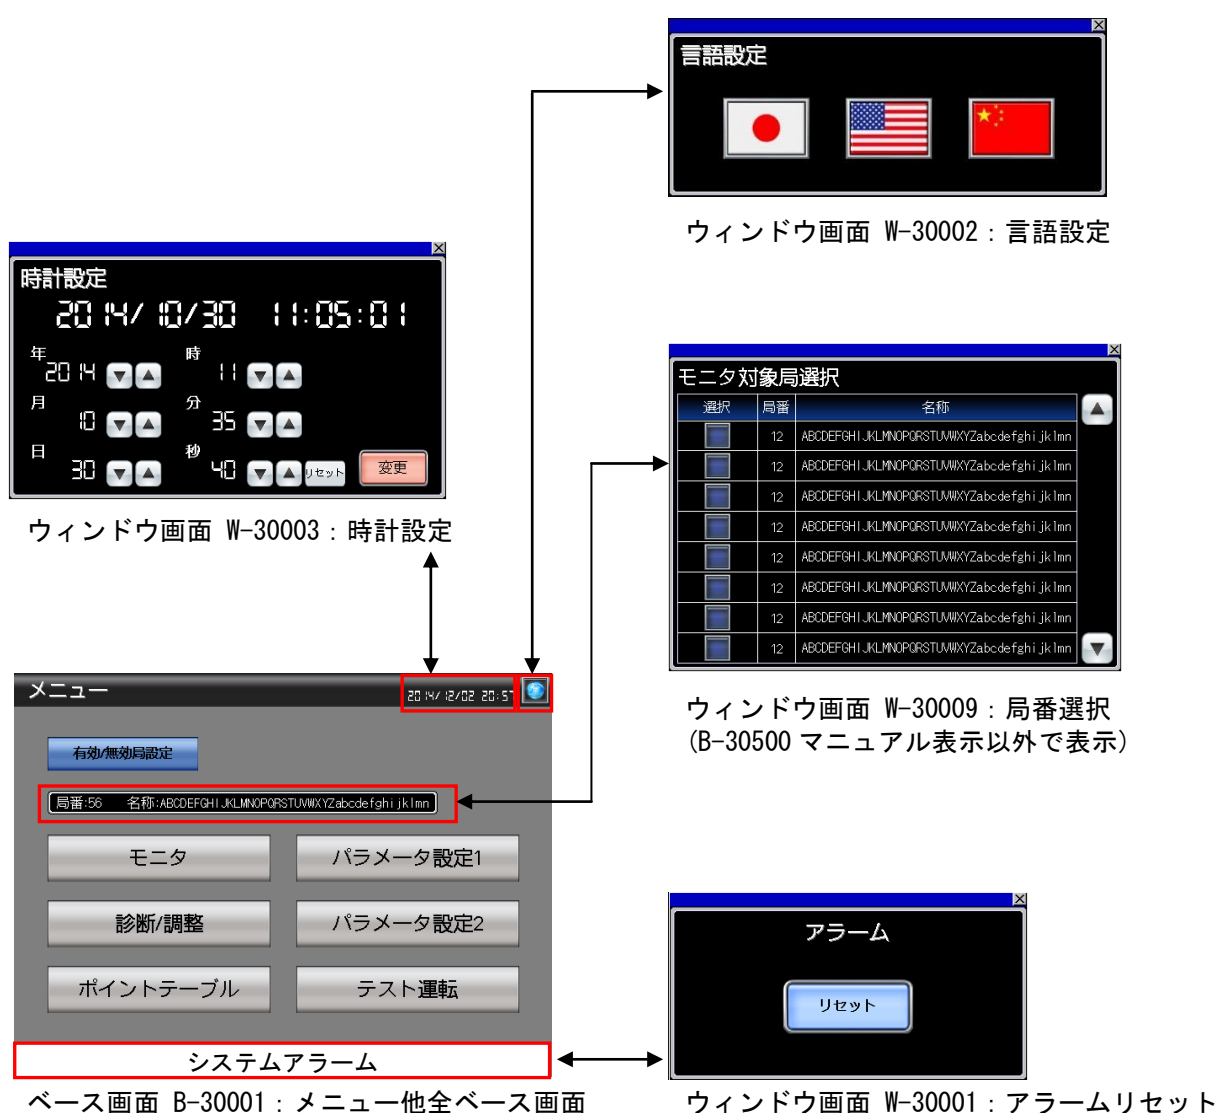 言語設定
ウィンドウ画面 W-30002：言語設定
時計設定
2014/10/30 11:05:01
年 2014 時 11
月 10 分 35
日 30 秒 40 リセット 変更
ウィンドウ画面 W-30003：時計設定
モニタ対象局選択
選択 局番 名称
12 ABCDEFGHIJKLMNOPQRSTUVWXYZabcdefghijklmn
12 ABCDEFGHIJKLMNOPQRSTUVWXYZabcdefghijklmn
12 ABCDEFGHIJKLMNOPQRSTUVWXYZabcdefghijklmn
12 ABCDEFGHIJKLMNOPQRSTUVWXYZabcdefghijklmn
12 ABCDEFGHIJKLMNOPQRSTUVWXYZabcdefghijklmn
12 ABCDEFGHIJKLMNOPQRSTUVWXYZabcdefghijklmn
12 ABCDEFGHIJKLMNOPQRSTUVWXYZabcdefghijklmn
12 ABCDEFGHIJKLMNOPQRSTUVWXYZabcdefghijklmn
ウィンドウ画面 W-30009：局番選択
(B-30500 マニュアル表示以外で表示)
メニュー 2014/12/02 20:57
有効/無効局設定
局番:56 名称:ABCDEFGHIJKLMNOPQRSTUVWXYZabcdefghijklmn
モニタ パラメータ設定1
診断/調整 パラメータ設定2
ポイントテーブル テスト運転
システムアラーム
ベース画面 B-30001：メニュー他全ベース画面
アラーム
リセット
ウィンドウ画面 W-30001：アラームリセット